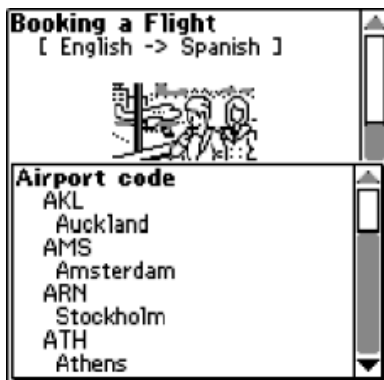 Booking a Flight
[ English -> Spanish ]
Airport code
AKL
Auckland
AMS
Amsterdam
ARN
Stockholm
ATH
Athens